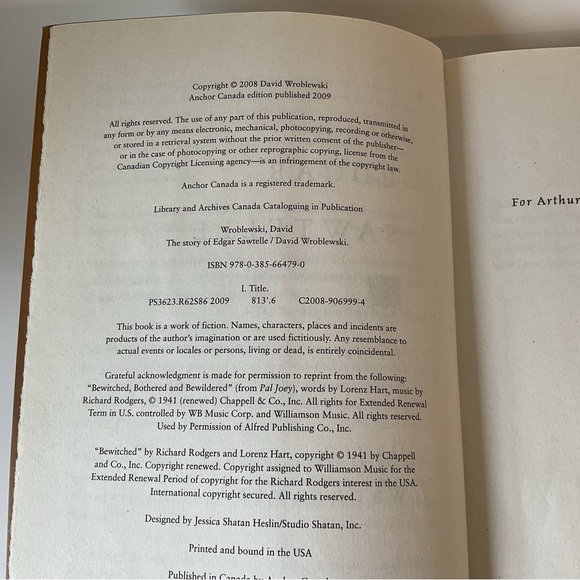 Copyright © 2008 David Wroblewski
Anchor Canada edition published 2009
All rights reserved. The use of any part of this publication, reproduced, transmitted in
any form or by any means electronic, mechanical, photocopying, recording or otherwise,
or stored in a retrieval system without the prior written consent of the publisher—
or in the case of photocopying or other reprographic copying, license from the
Canadian Copyright Licensing agency—is an infringement of the copyright law.
Anchor Canada is a registered trademark.
Library and Archives Canada Cataloguing in Publication
Wroblewski, David
The story of Edgar Sawtelle / David Wroblewski.
ISBN 978-0-385-66479-0
I. Title.
PS3623.R62S86 2009 813'.6 C2008-906999-4
This book is a work of fiction. Names, characters, places and incidents are
products of the author's imagination or are used fictitiously. Any resemblance to
actual events or locales or persons, living or dead, is entirely coincidental.
Grateful acknowledgment is made for permission to reprint from the following:
"Bewitched, Bothered and Bewildered" (from Pal Joey), words by Lorenz Hart, music by
Richard Rodgers, © 1941 (renewed) Chappell & Co., Inc. All rights for Extended Renewal
Term in U.S. controlled by WB Music Corp. and Williamson Music. All rights reserved.
Used by Permission of Alfred Publishing Co., Inc.
"Bewitched" by Richard Rodgers and Lorenz Hart, copyright © 1941 by Chappell
and Co., Inc. Copyright renewed. Copyright assigned to Williamson Music for the
Extended Renewal Period of copyright for the Richard Rodgers interest in the USA.
International copyright secured. All rights reserved.
Designed by Jessica Shatan Heslin/Studio Shatan, Inc.
Printed and bound in the USA
Published in Canada by
For Arthur